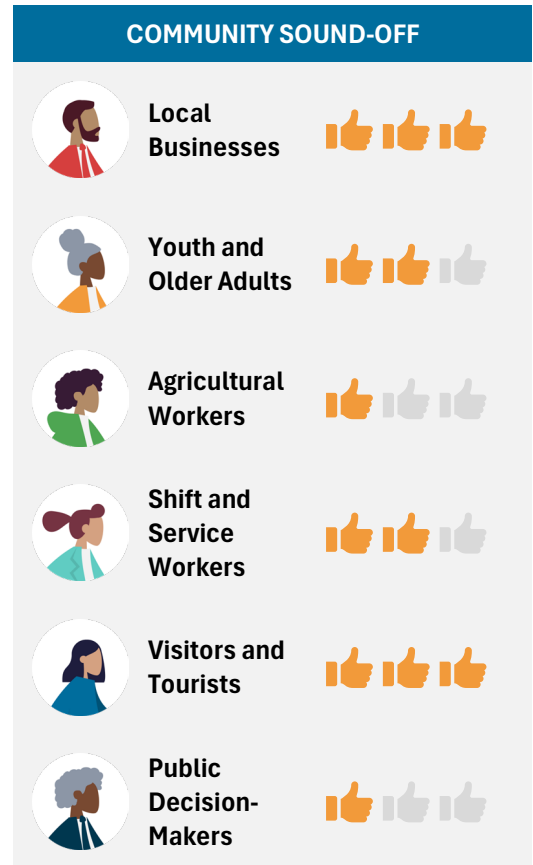 COMMUNITY SOUND-OFF
Local
Businesses
Youth and
Older Adults
Agricultural
Workers
Shift and
Service
Workers
Visitors and
Tourists
Public
Decision-
Makers